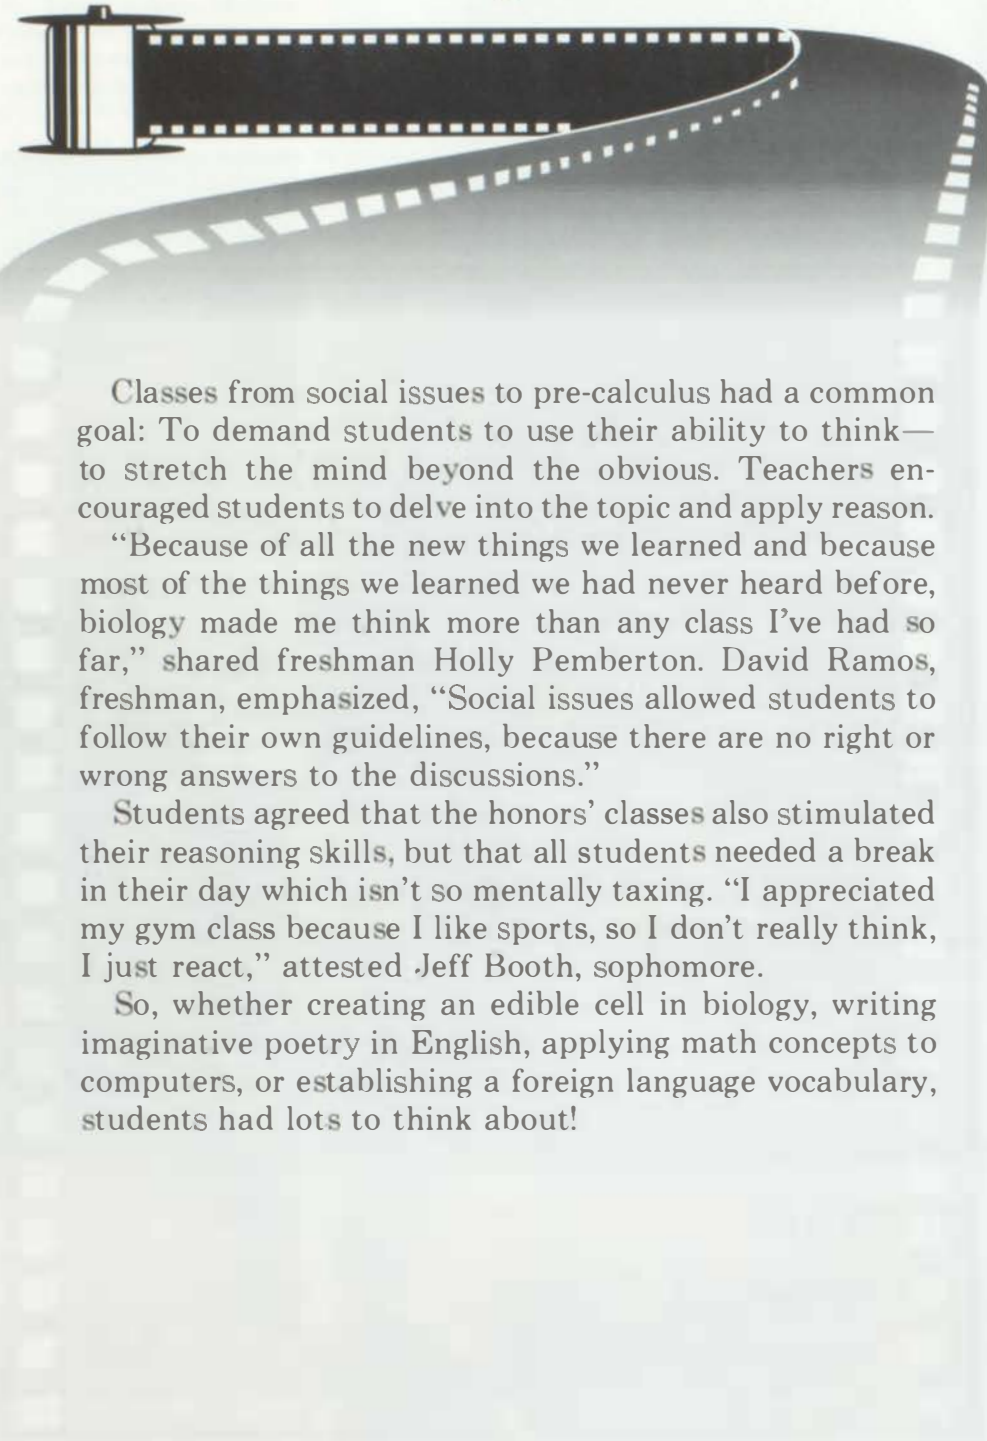 Classes from social issues to pre-calculus had a common
goal: To demand students to use their ability to think—
to stretch the mind beyond the obvious. Teachers en-
couraged students to delve into the topic and apply reason.
“Because of all the new things we learned and because
most of the things we learned we had never heard before,
biology made me think more than any class I’ve had so
far,” shared freshman Holly Pemberton. David Ramos,
freshman, emphasized, “Social issues allowed students to
follow their own guidelines, because there are no right or
wrong answers to the discussions.”
Students agreed that the honors’ classes also stimulated
their reasoning skills, but that all students needed a break
in their day which isn’t so mentally taxing. “I appreciated
my gym class because I like sports, so I don’t really think,
I just react,” attested Jeff Booth, sophomore.
So, whether creating an edible cell in biology, writing
imaginative poetry in English, applying math concepts to
computers, or establishing a foreign language vocabulary,
students had lots to think about!